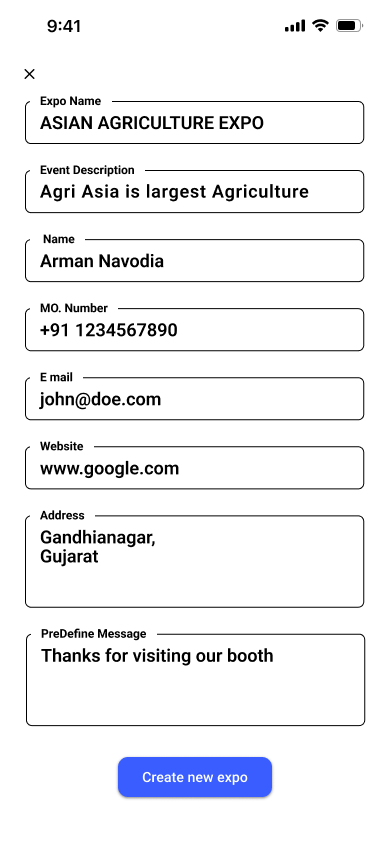 9:41
Expo Name
ASIAN AGRICULTURE EXPO
Event Description
Agri Asia is largest Agriculture
Name
Arman Navodia
MO. Number
+91 1234567890
E mail
john@doe.com
Website
www.google.com
Address
Gandhianagar,
Gujarat
PreDefine Message
Thanks for visiting our booth
Create new expo